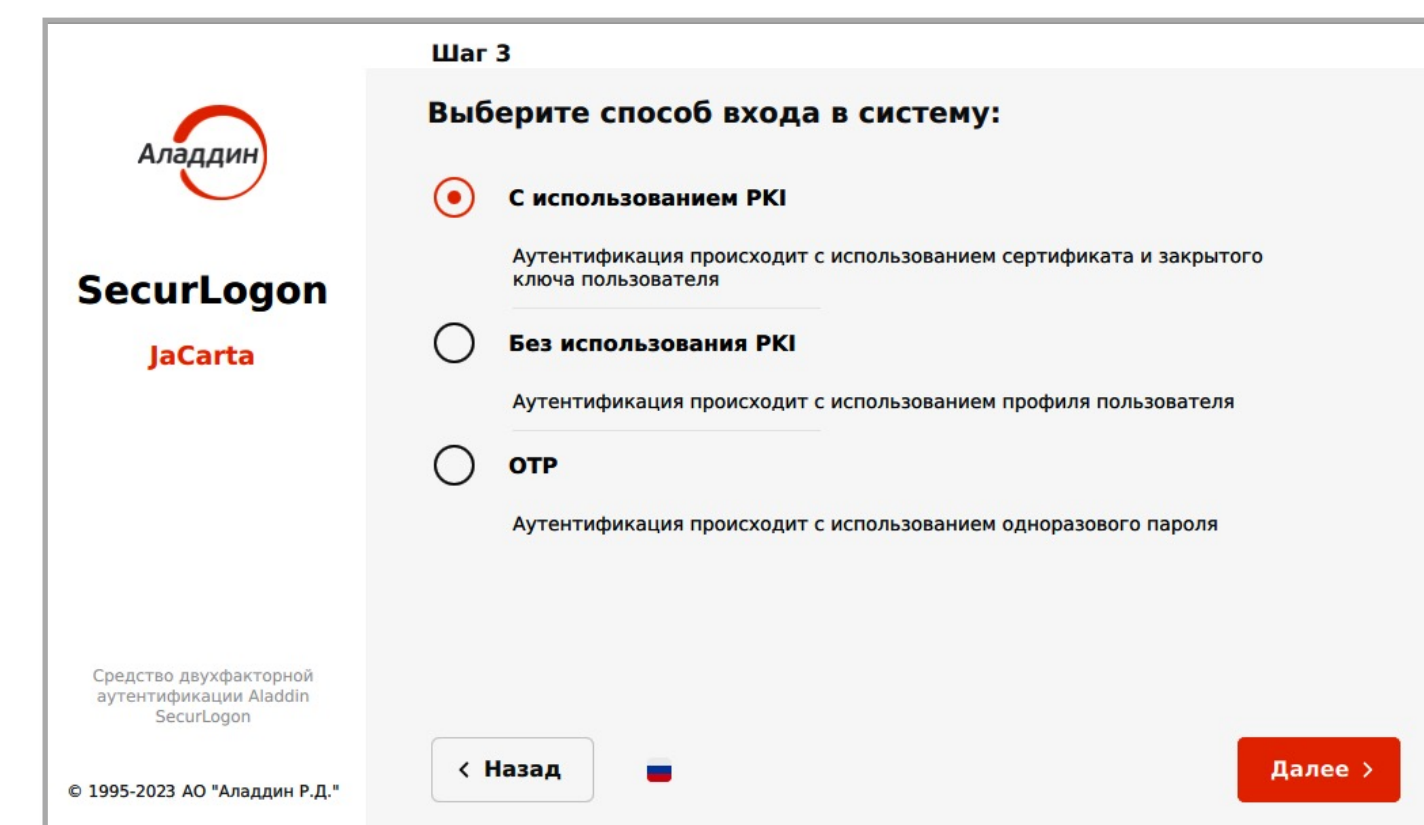 Шаг 3
Аладдин
SecurLogon
JaCarta
Средство двухфакторной
аутентификации Aladdin
SecurLogon
© 1995-2023 АО "Аладдин Р.Д."
Выберите способ входа в систему:
С использованием PKI
Аутентификация происходит с использованием сертификата и закрытого
ключа пользователя
Без использования PKI
Аутентификация происходит с использованием профиля пользователя
OTP
Аутентификация происходит с использованием одноразового пароля
Назад
Далее